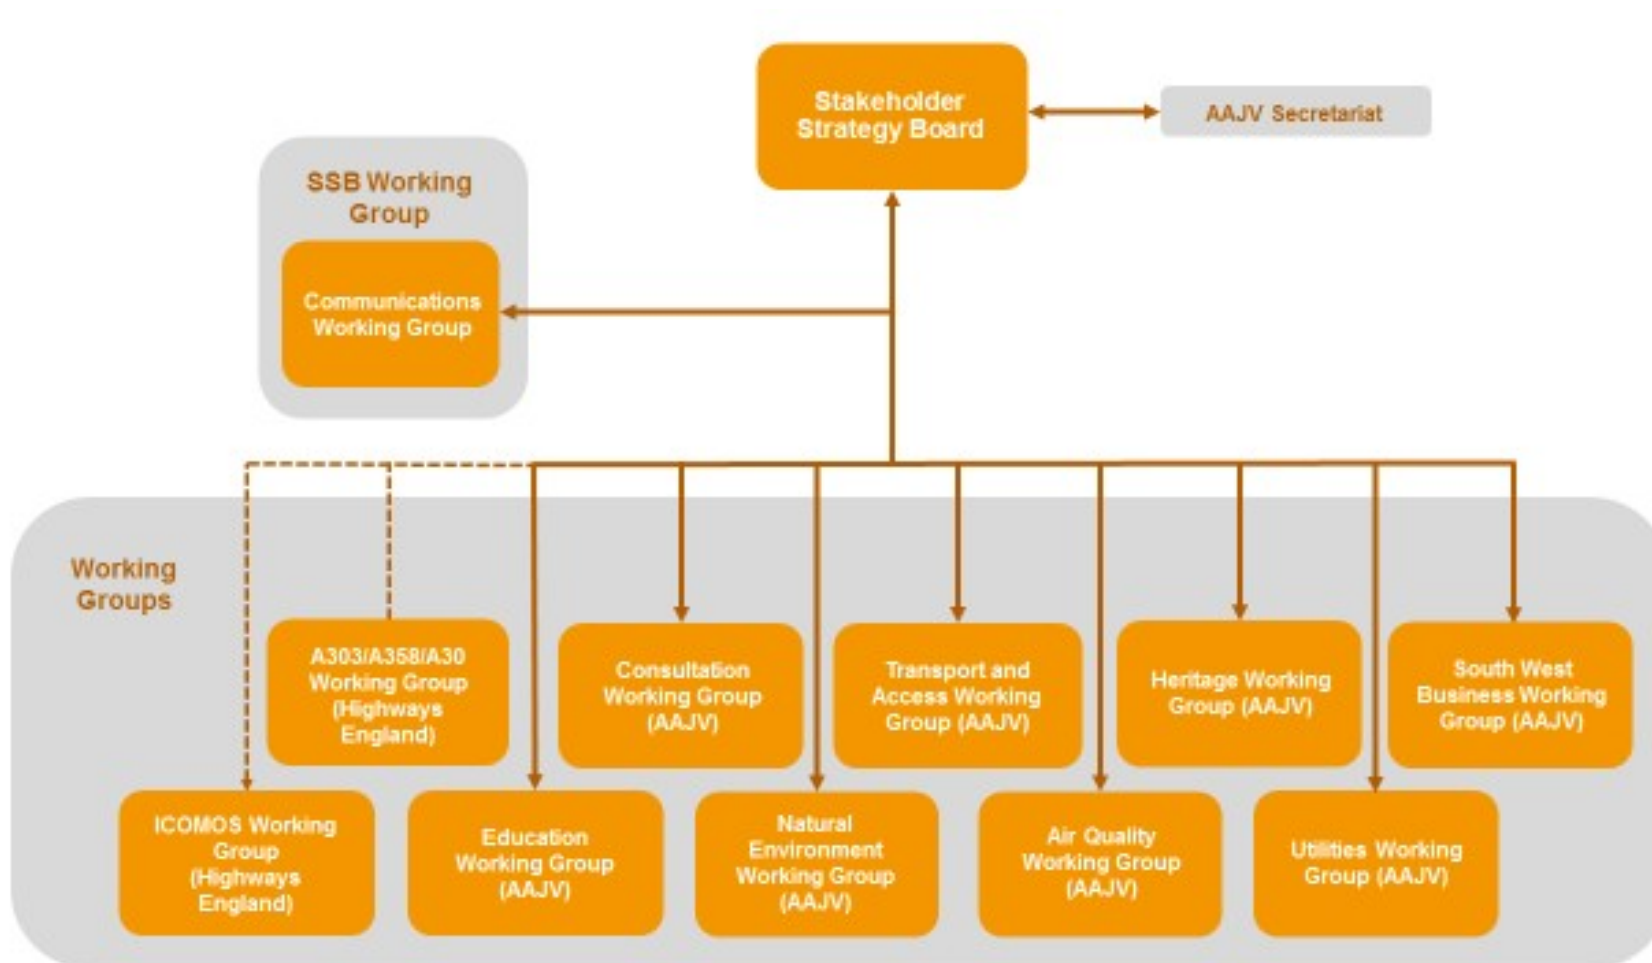 Stakeholder
Strategy Board
AAJV Secretariat
SSB Working
Group
Communications
Working Group
Working
Groups
A303/A358/A30
Working Group
(Highways
England)
Consultation
Working Group
(AAJV)
Transport and
Access Working
Group (AAJV)
Heritage Working
Group (AAJV)
South West
Business Working
Group (AAJV)
ICOMOS Working
Group
(Highways
England)
Education
Working Group
(AAJV)
Natural
Environment
Working Group
(AAJV)
Air Quality
Working Group
(AAJV)
Utilities Working
Group (AAJV)